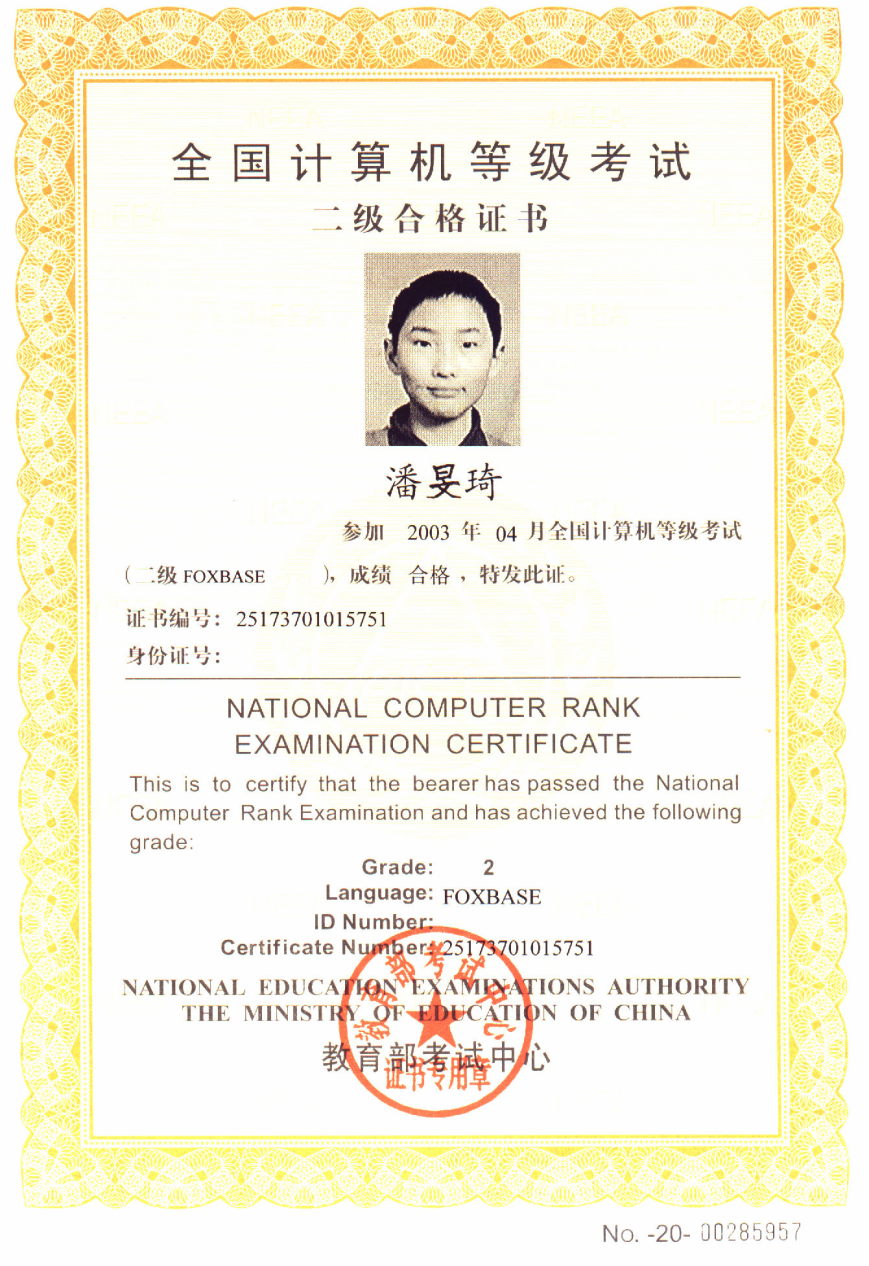 全国计算机等级考试
二级合格证书
潘旻琦
参加 2003 年 04 月全国计算机等级考试
(二级 FOXBASE ),成绩 合格,特发此证。
证书编号: 25173701015751
身份证号:
NATIONAL COMPUTER RANK
EXAMINATION CERTIFICATE
This is to certify that the bearer has passed the National
Computer Rank Examination and has achieved the following
grade:
Grade: 2
Language: FOXBASE
ID Number:
Certificate Number: 25173701015751
NATIONAL EDUCATION EXAMINATIONS AUTHORITY
THE MINISTRY OF EDUCATION OF CHINA
教育部考试中心
教育部考试中心
证书专用章
No. -20- 00285957